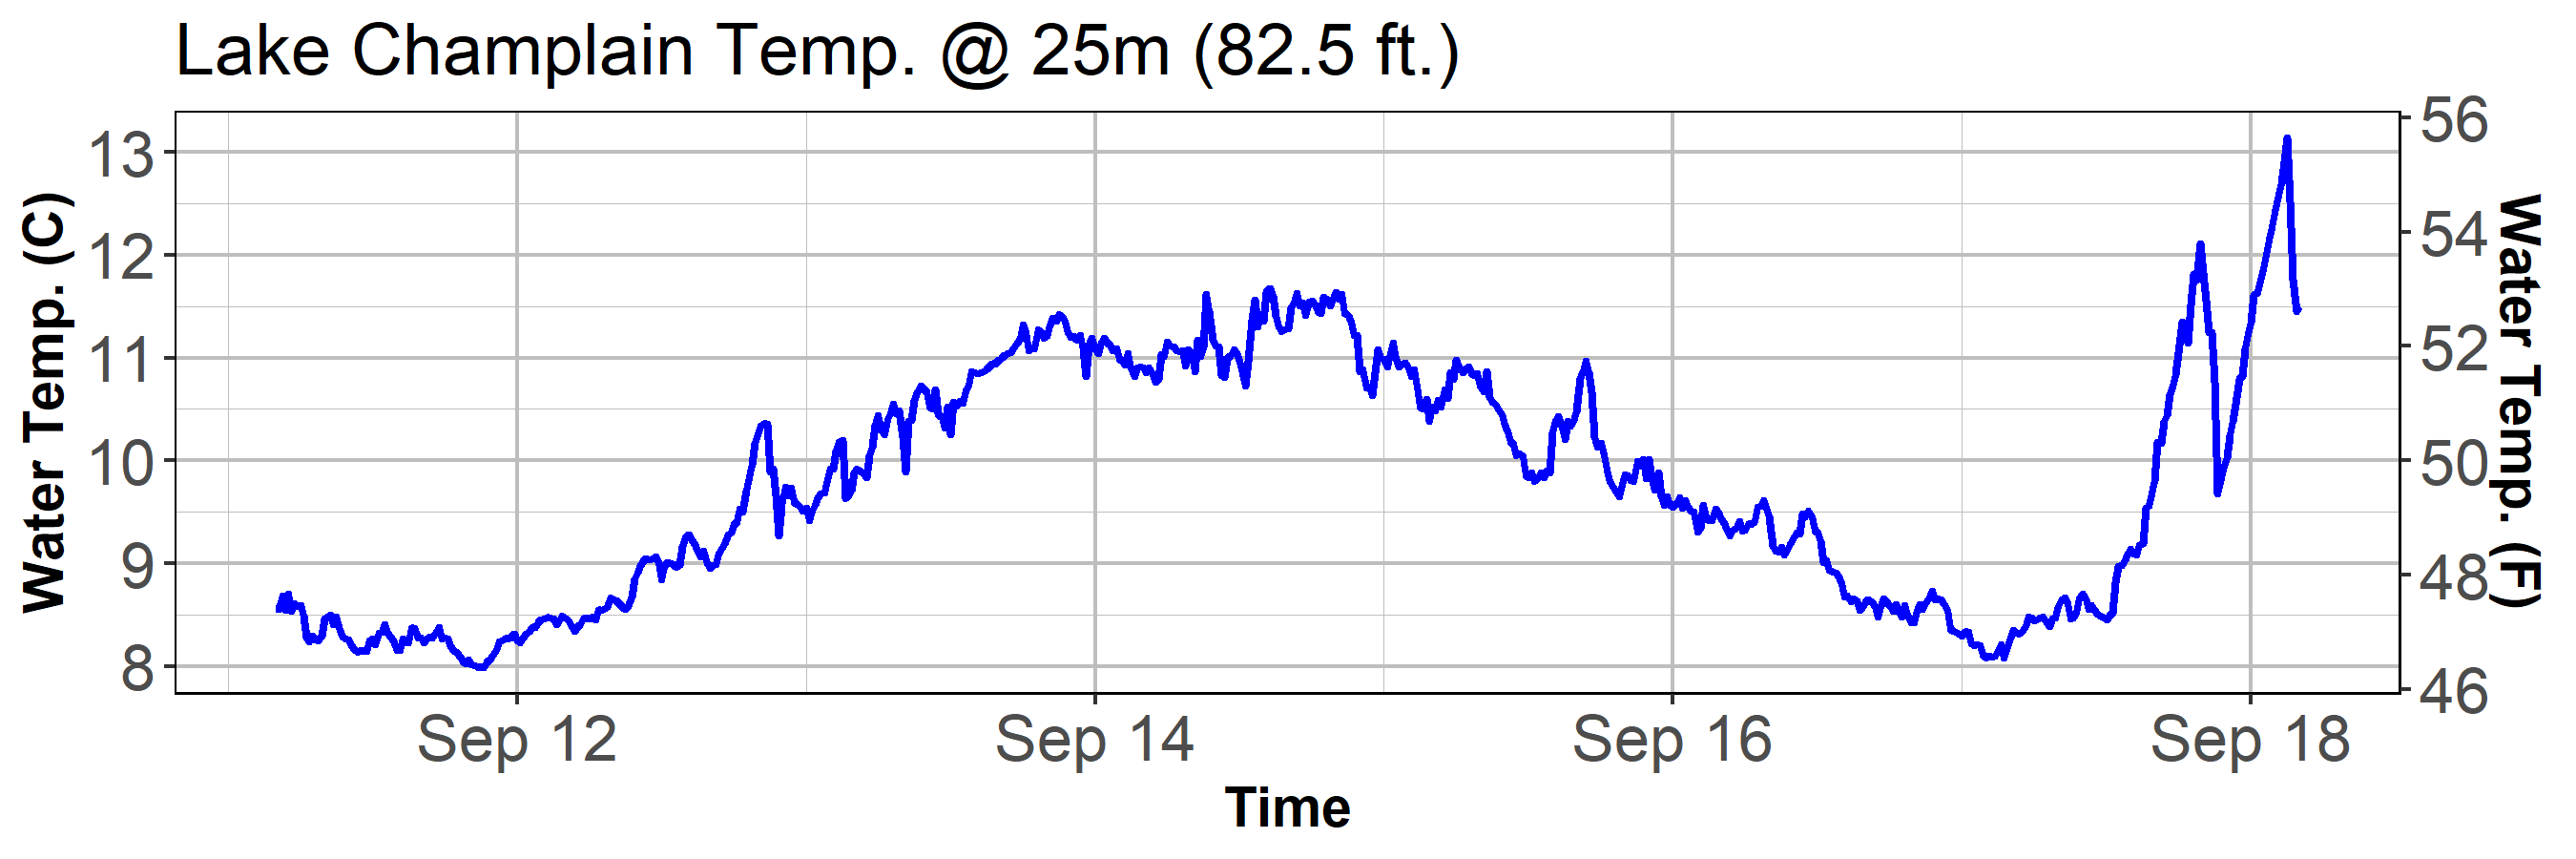 Lake Champlain Temp. @ 25m (82.5 ft.)
Water Temp. (C)
13
12
11
10
9
8
56
54
52
50
48
46
Water Temp. (F)
Sep 12
Sep 14
Sep 16
Sep 18
Time